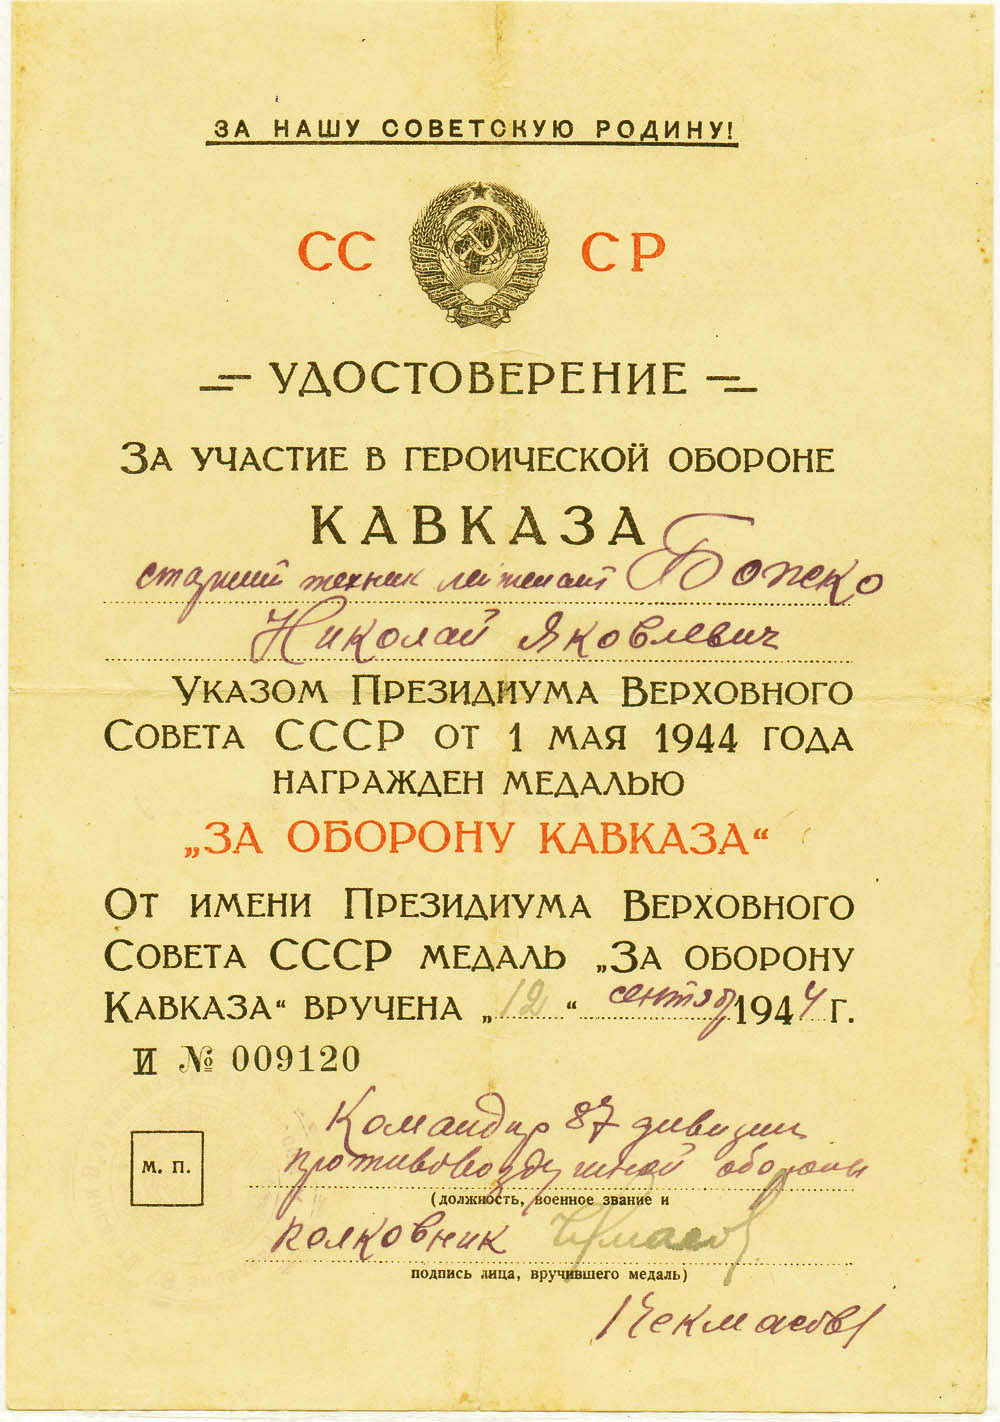 ЗА НАШУ СОВЕТСКУЮ РОДИНУ!
СС СР
УДОСТОВЕРЕНИЕ
ЗА УЧАСТИЕ В ГЕРОИЧЕСКОЙ ОБОРОНЕ
КАВКАЗА
старший техник лейтенант Божко
Николай Яковлевич
УКАЗОМ ПРЕЗИДИУМА ВЕРХОВНОГО
СОВЕТА СССР ОТ 1 МАЯ 1944 ГОДА
НАГРАЖДЕН МЕДАЛЬЮ
„ЗА ОБОРОНУ КАВКАЗА“
ОТ ИМЕНИ ПРЕЗИДИУМА ВЕРХОВНОГО
СОВЕТА СССР МЕДАЛЬ „ЗА ОБОРОНУ
КАВКАЗА“ ВРУЧЕНА „12“ сентябр 1944 Г.
И № 009120
Командир 87 дивизии
М. П. противовоздушной обороны
(должность, военное звание и
полковник
подпись лица, вручившего медаль)